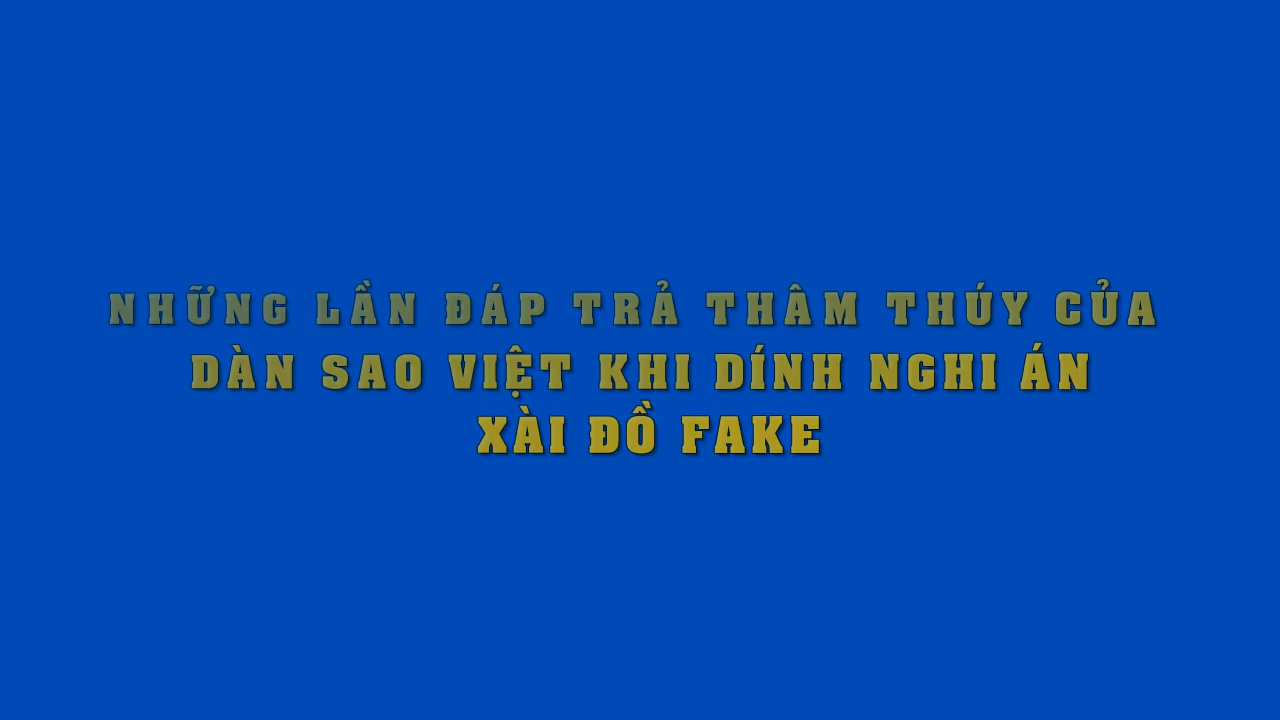 NHỮNG LẦN ĐÁP TRẢ THÂM THÚY CỦA
DÀN SAO VIỆT KHI DÍNH NGHI ÁN
XÀI ĐỒ FAKE